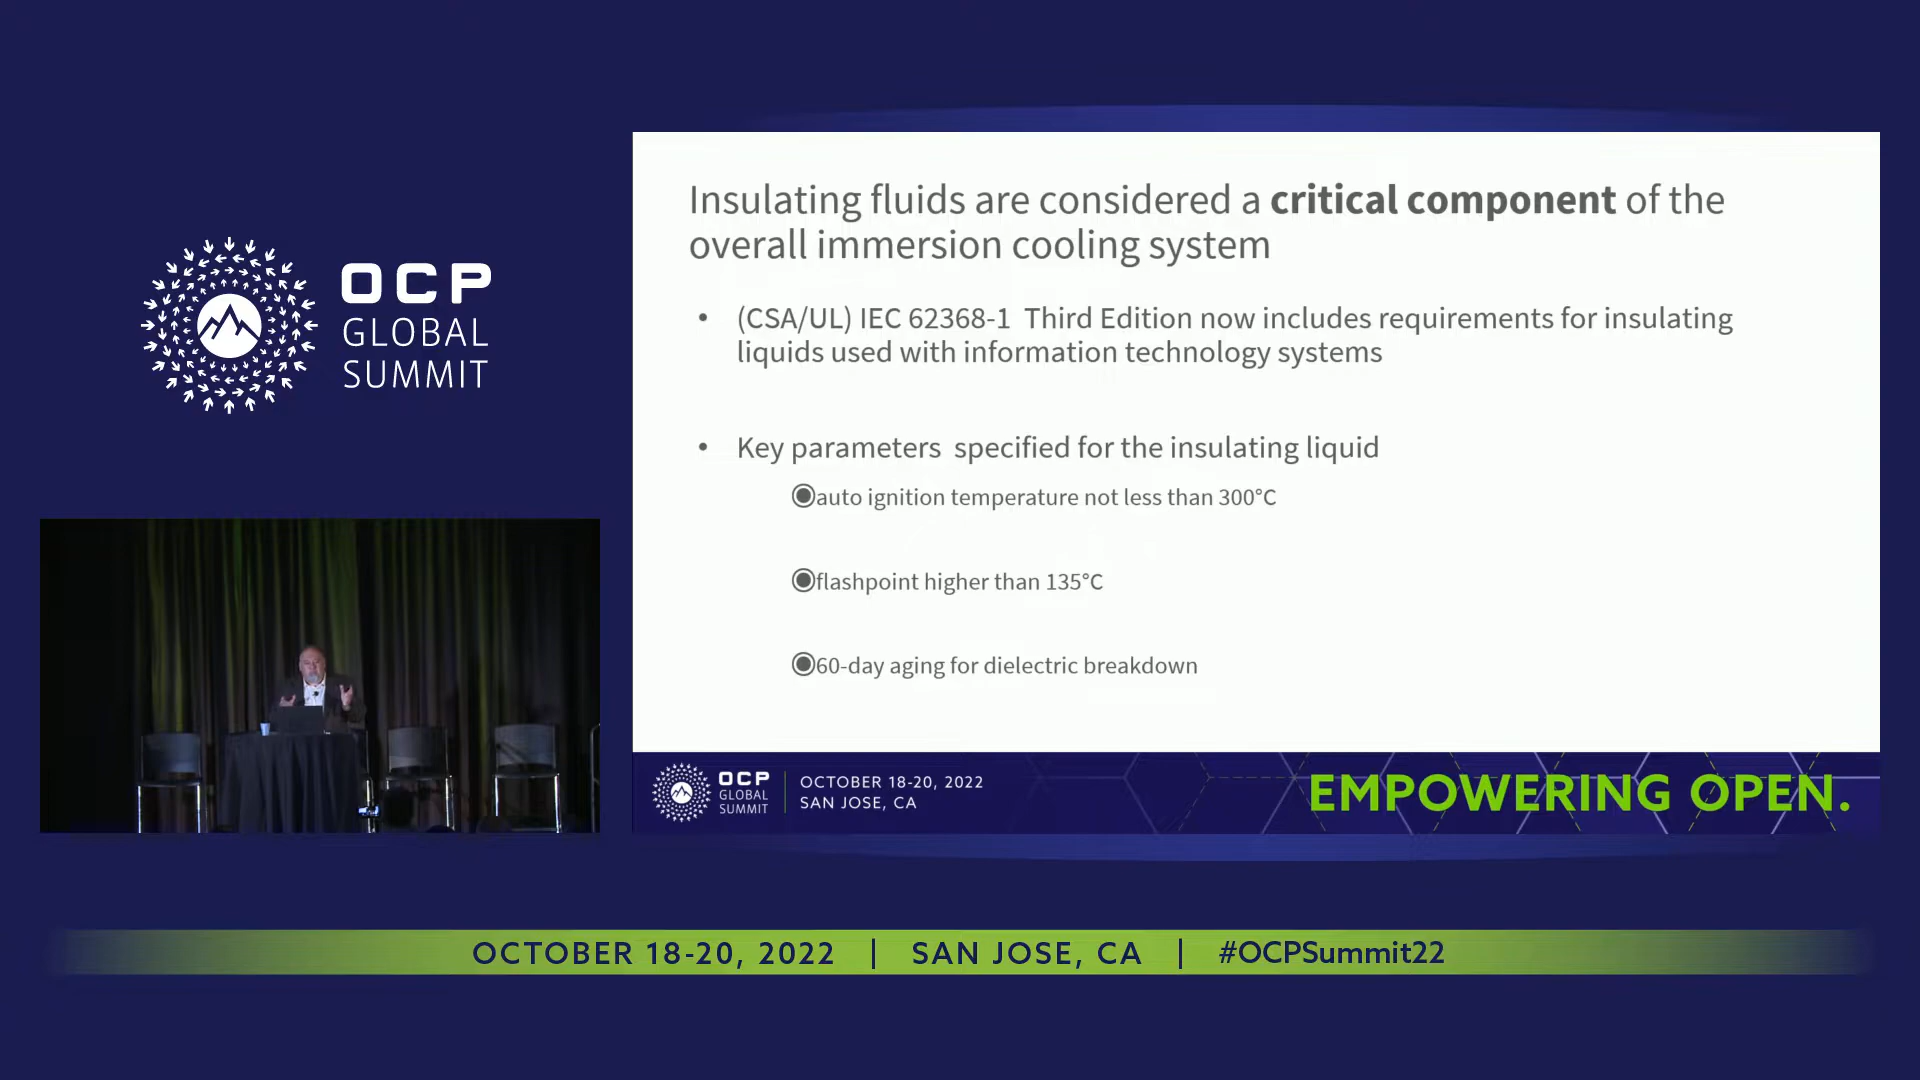 OCP
GLOBAL
SUMMIT
Insulating fluids are considered a critical component of the
overall immersion cooling system
• (CSA/UL) IEC 62368-1  Third Edition now includes requirements for insulating
liquids used with information technology systems
• Key parameters  specified for the insulating liquid
◉auto ignition temperature not less than 300°C
◉flashpoint higher than 135°C
◉60-day aging for dielectric breakdown
OCP
GLOBAL
SUMMIT
OCTOBER 18-20, 2022
SAN JOSE, CA
EMPOWERING OPEN.
OCTOBER 18-20, 2022 | SAN JOSE, CA | #OCPSummit22